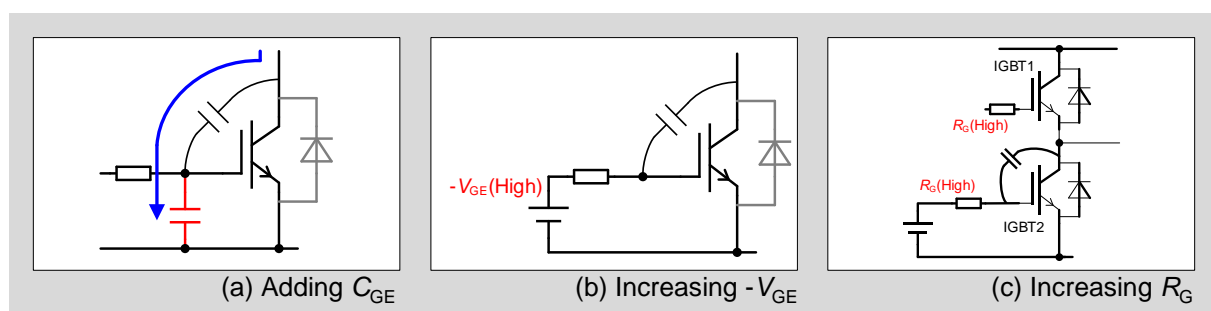 -VGE(High)
IGBT1
RG(High)
RG(High)
IGBT2
(a) Adding CGE
(b) Increasing -VGE
(c) Increasing RG